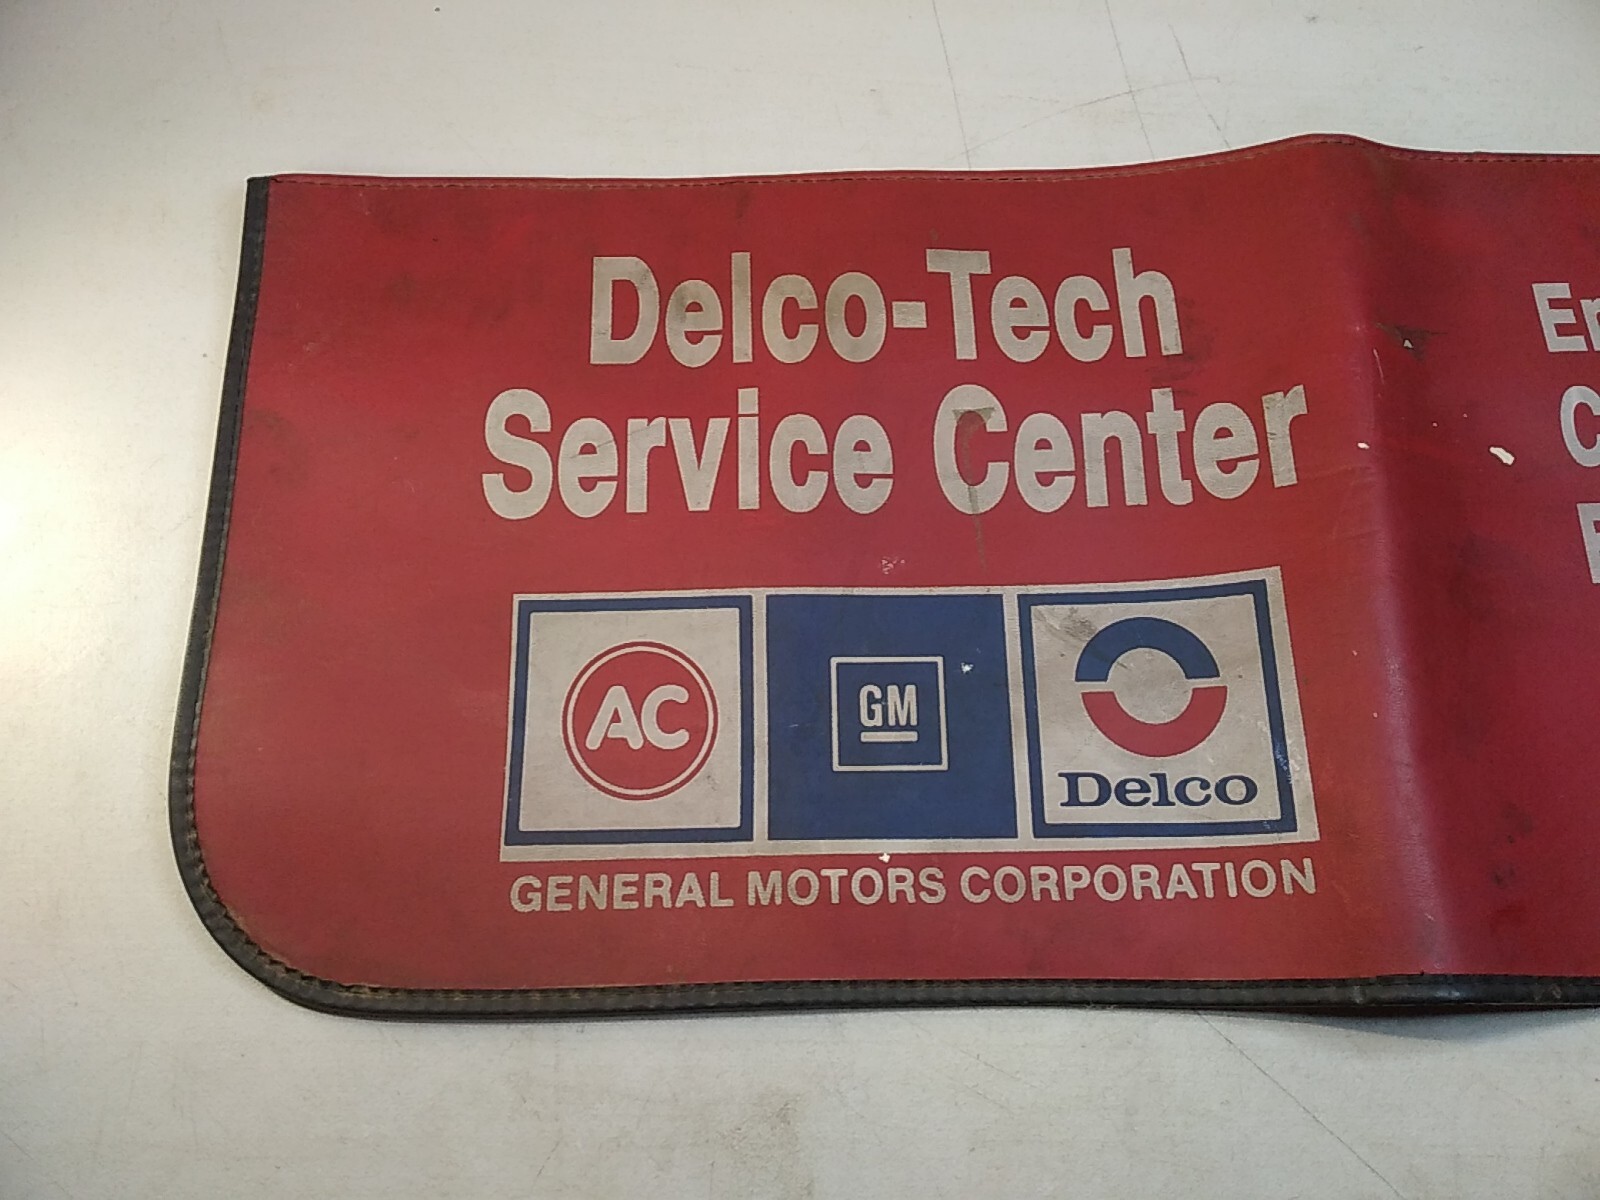 Delco-Tech
Service Center
AC
GM
Delco
GENERAL MOTORS CORPORATION